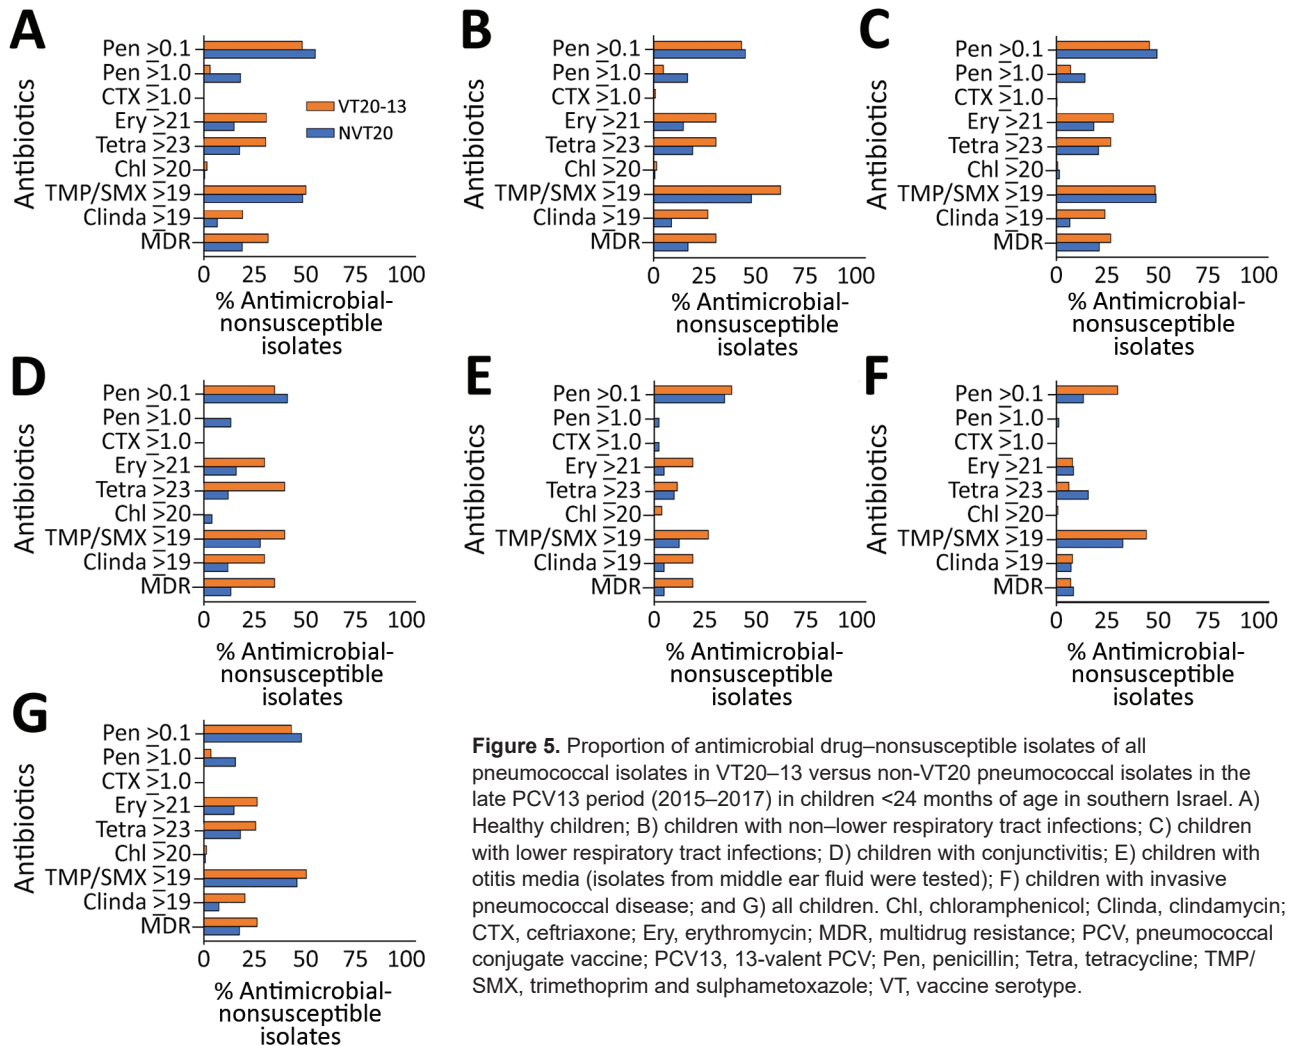 A
Antibiotics
Pen >0.1
Pen ≥1.0
CTX ≥1.0
Ery ≥21
Tetra ≥23
Chl ≥20
TMP/SMX ≥19
Clinda ≥19
MDR
VT20-13
NVT20
0 25 50 75 100
% Antimicrobial-
nonsusceptible
isolates
B
Antibiotics
Pen >0.1
Pen ≥1.0
CTX ≥1.0
Ery ≥21
Tetra ≥23
Chl ≥20
TMP/SMX ≥19
Clinda ≥19
MDR
0 25 50 75 100
% Antimicrobial-
nonsusceptible
isolates
C
Antibiotics
Pen >0.1
Pen ≥1.0
CTX ≥1.0
Ery ≥21
Tetra ≥23
Chl ≥20
TMP/SMX ≥19
Clinda ≥19
MDR
0 25 50 75 100
% Antimicrobial-
nonsusceptible
isolates
D
Antibiotics
Pen >0.1
Pen ≥1.0
CTX ≥1.0
Ery ≥21
Tetra ≥23
Chl ≥20
TMP/SMX ≥19
Clinda ≥19
MDR
0 25 50 75 100
% Antimicrobial-
nonsusceptible
isolates
E
Antibiotics
Pen >0.1
Pen ≥1.0
CTX ≥1.0
Ery ≥21
Tetra ≥23
Chl ≥20
TMP/SMX ≥19
Clinda ≥19
MDR
0 25 50 75 100
% Antimicrobial-
nonsusceptible
isolates
F
Antibiotics
Pen >0.1
Pen ≥1.0
CTX ≥1.0
Ery ≥21
Tetra ≥23
Chl ≥20
TMP/SMX ≥19
Clinda ≥19
MDR
0 25 50 75 100
% Antimicrobial-
nonsusceptible
isolates
G
Antibiotics
Pen >0.1
Pen ≥1.0
CTX ≥1.0
Ery ≥21
Tetra ≥23
Chl ≥20
TMP/SMX ≥19
Clinda ≥19
MDR
0 25 50 75 100
% Antimicrobial-
nonsusceptible
isolates
Figure 5. Proportion of antimicrobial drug–nonsusceptible isolates of all
pneumococcal isolates in VT20–13 versus non-VT20 pneumococcal isolates in the
late PCV13 period (2015–2017) in children <24 months of age in southern Israel. A)
Healthy children; B) children with non–lower respiratory tract infections; C) children
with lower respiratory tract infections; D) children with conjunctivitis; E) children with
otitis media (isolates from middle ear fluid were tested); F) children with invasive
pneumococcal disease; and G) all children. Chl, chloramphenicol; Clinda, clindamycin;
CTX, ceftriaxone; Ery, erythromycin; MDR, multidrug resistance; PCV, pneumococcal
conjugate vaccine; PCV13, 13-valent PCV; Pen, penicillin; Tetra, tetracycline; TMP/
SMX, trimethoprim and sulphametoxazole; VT, vaccine serotype.